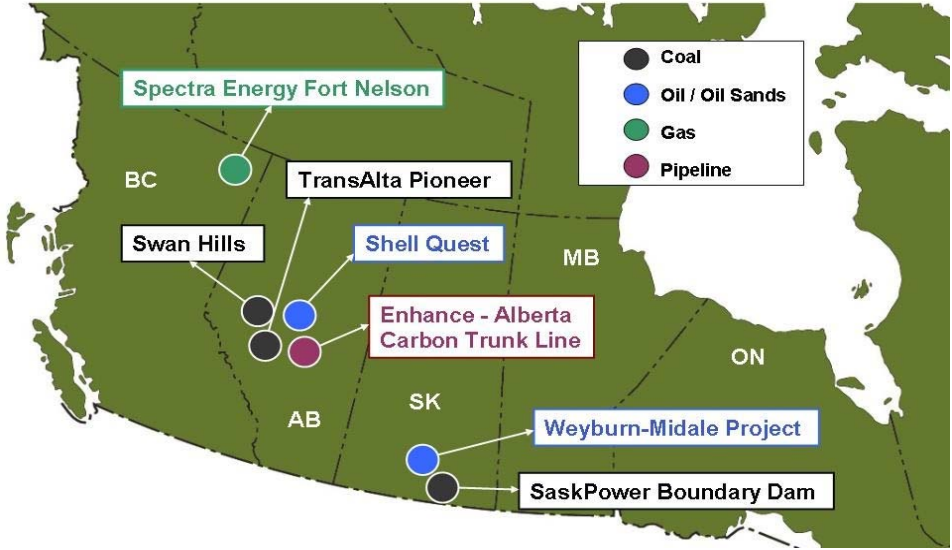 Coal
Oil / Oil Sands
Gas
Pipeline
Spectra Energy Fort Nelson
BC
TransAlta Pioneer
Swan Hills
Shell Quest
MB
Enhance - Alberta
Carbon Trunk Line
ON
AB
SK
Weyburn-Midale Project
SaskPower Boundary Dam